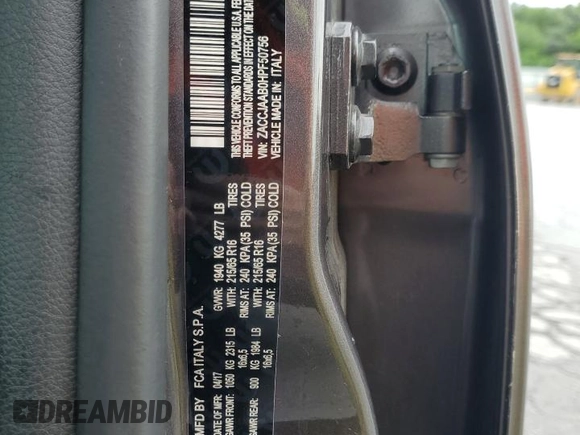 MFD BY FCA ITALY S.P.A.
DATE OF MFR: 04/17 GVWR: 1940 KG 4277 LB
GAWR FRONT: 1050 KG 2315 LB WITH: 215/65 R16 TIRES
16x6,5 RIMS AT: 240 KPA(35 PSI) COLD
GAWR REAR: 900 KG 1984 LB WITH: 215/65 R16 TIRES
16x6,5 RIMS AT: 240 KPA(35 PSI) COLD
THIS VEHICLE CONFORMS TO ALL APPLICABLE U.S.A.
THEFT PREVENTION STANDARDS IN EFFECT ON THE DA
VIN: ZACCJAAB0HPF50756
VEHICLE MADE IN: ITALY
DREAMBID